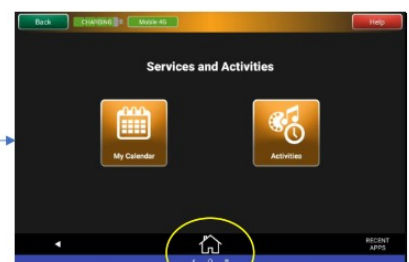 Back CHARGING Mobile 4G Help
Services and Activities
My Calendar Activities
RECENT
APPS